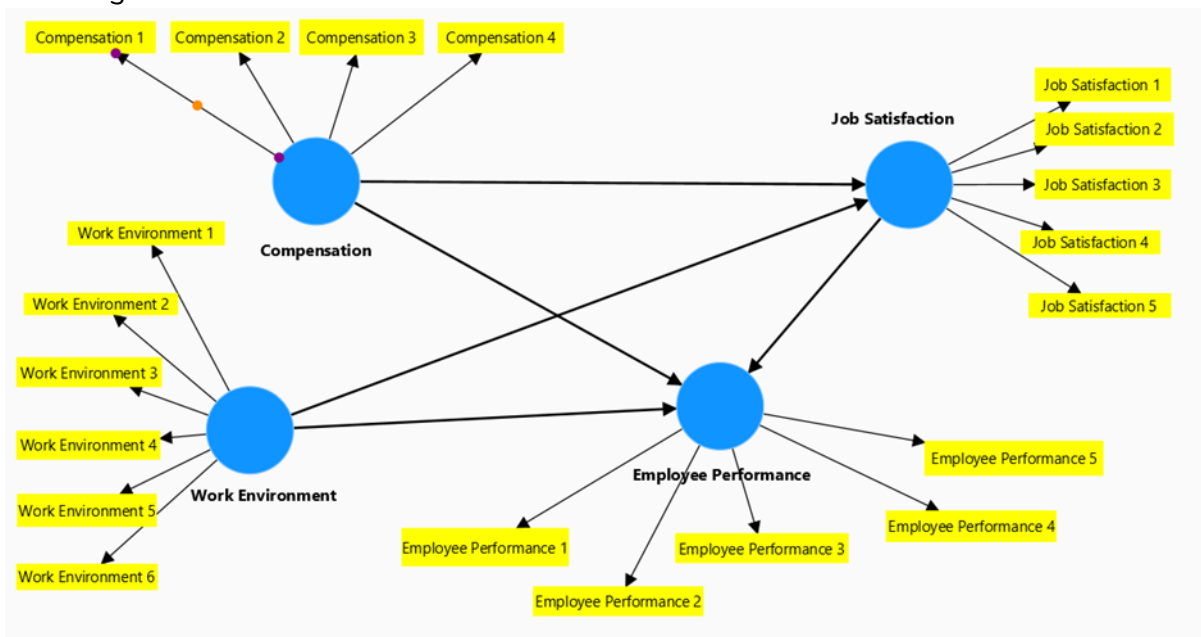 Compensation 1
Compensation 2
Compensation 3
Compensation 4
Job Satisfaction 1
Job Satisfaction
Job Satisfaction 2
Job Satisfaction 3
Work Environment 1
Job Satisfaction 4
Compensation
Work Environment 2
Job Satisfaction 5
Work Environment 3
Work Environment 4
Employee Performance 5
Employee Performance
Work Environment
Work Environment 5
Employee Performance 4
Employee Performance 1
Employee Performance 3
Work Environment 6
Employee Performance 2